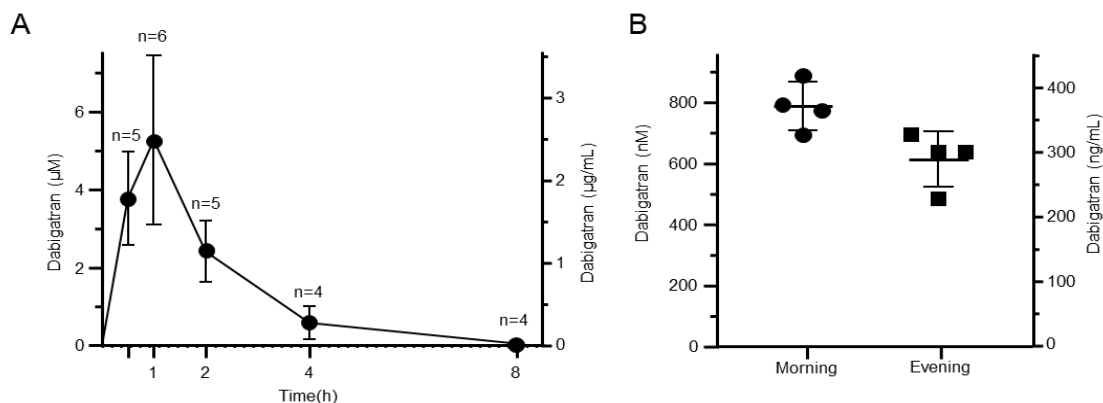 A
n=6
n=5
n=5
n=4
n=4
6
4
2
0
Dabigatran (µM)
3
2
1
0
Dabigatran (µg/mL)
1 2 4 8
Time(h)
B
800
600
400
200
0
Dabigatran (nM)
400
300
200
100
0
Dabigatran (ng/mL)
Morning Evening